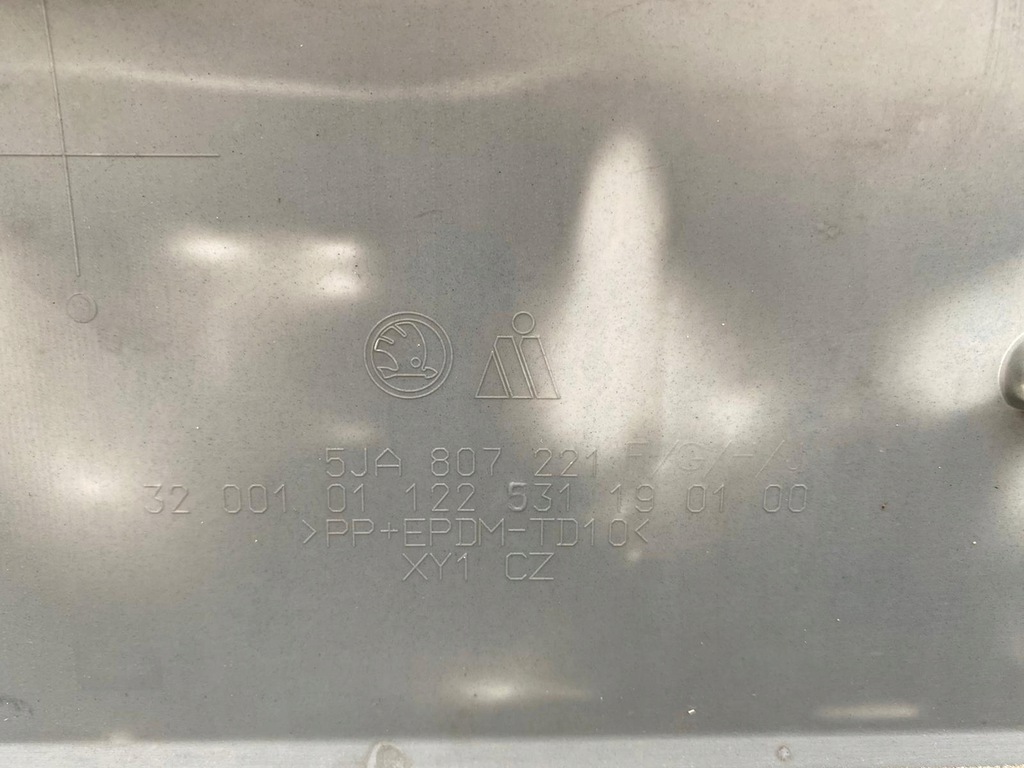 5JA 807 221 F/G/H/J
32 001 01 122 531 19 01 00
>PP+EPDM-TD10<
XY1 CZ